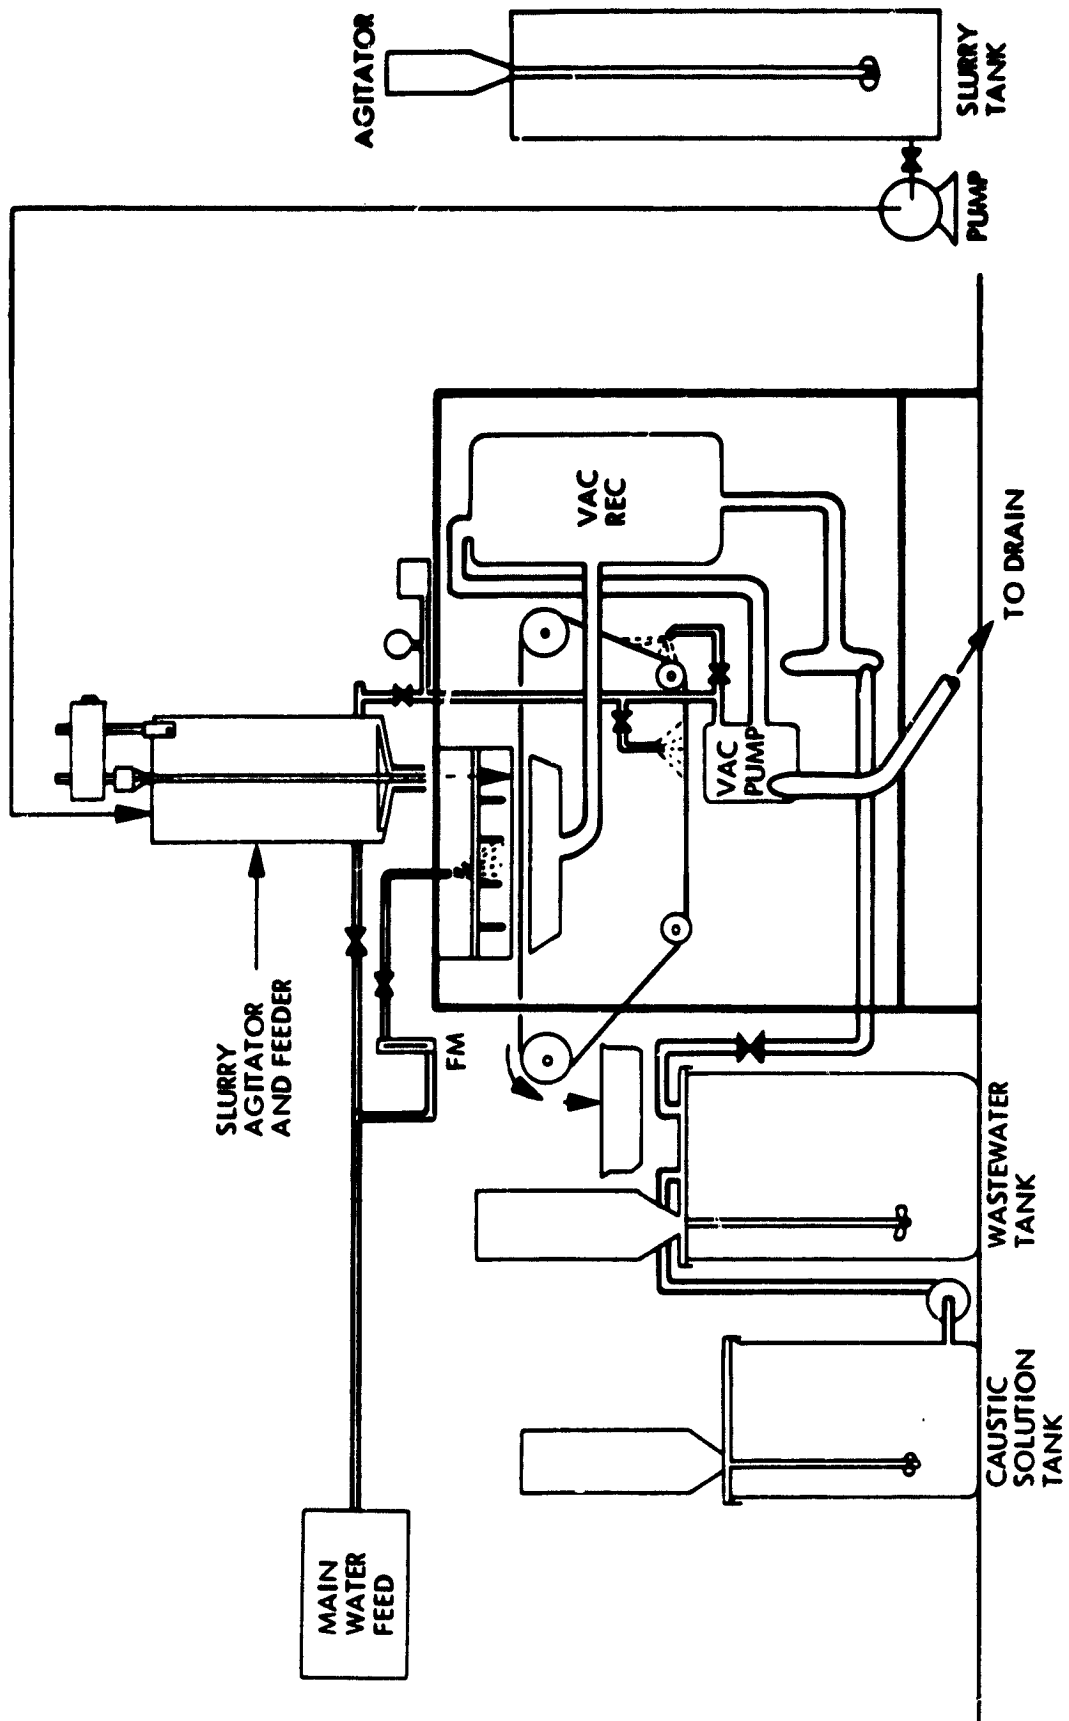 MAIN
WATER
FEED
SLURRY
AGITATOR
AND FEEDER
FM
AGITATOR
VAC
REC
VAC
PUMP
CAUSTIC
SOLUTION
TANK
WASTEWATER
TANK
TO DRAIN
PUMP
SLURRY
TANK